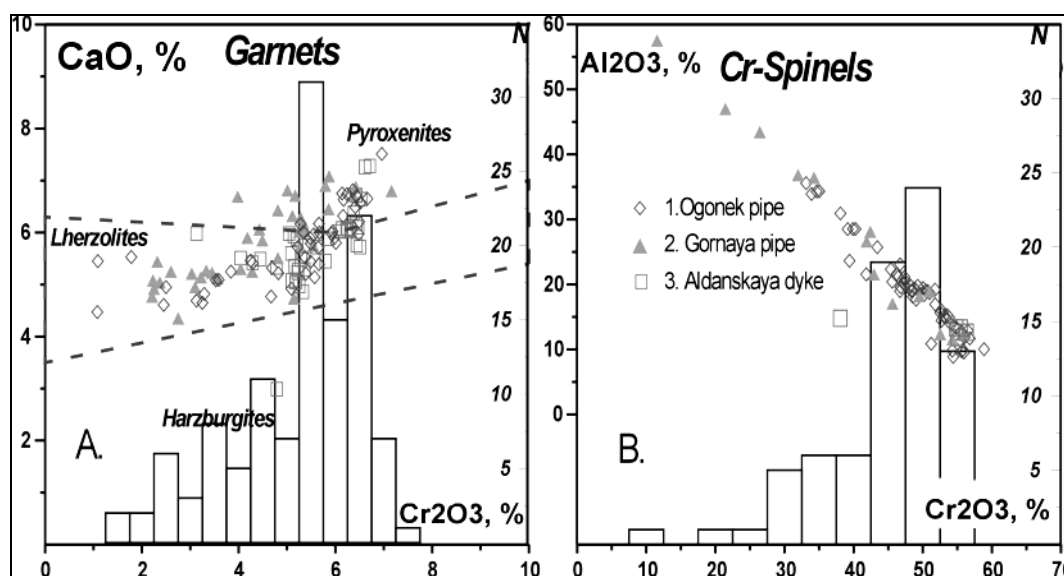 10
CaO, %
Garnets
N
30
8
Pyroxenites
25
6
Lherzolites
20
15
4
10
Harzburgites
2
A.
5
Cr2O3, %
0
2
4
6
8
10
60
Al2O3, %
Cr-Spinels
N
30
50
40
25
1.Ogonek pipe
30
2. Gornaya pipe
20
20
3. Aldanskaya dyke
15
10
0
10
B.
5
Cr2O3, %
0
10
20
30
40
50
60
70